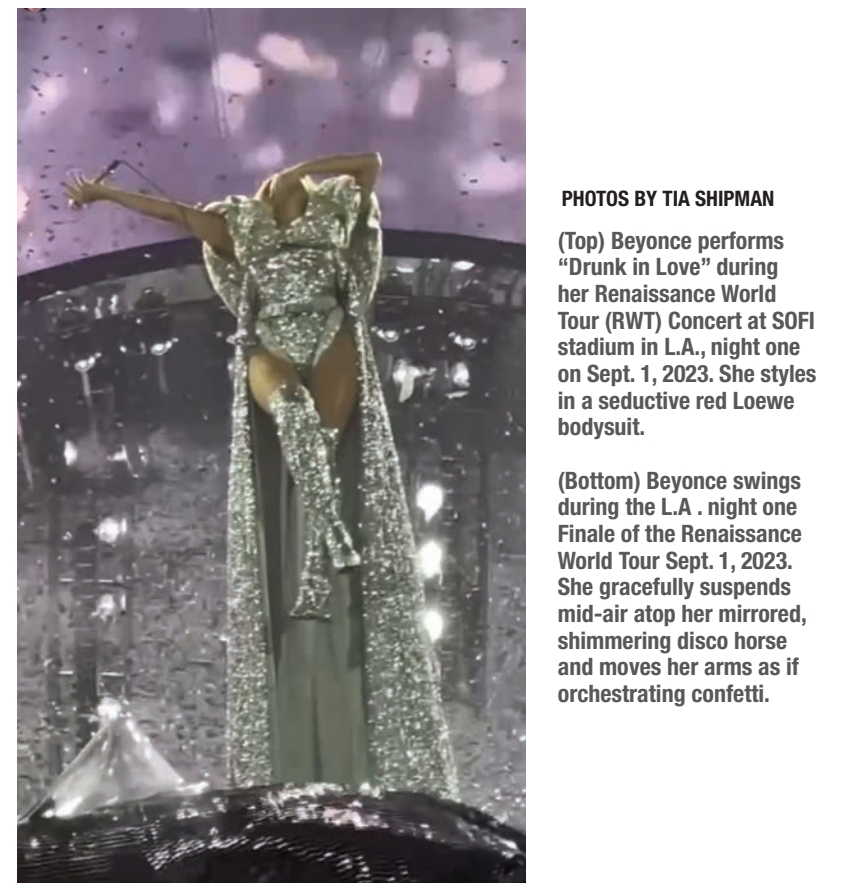 PHOTOS BY TIA SHIPMAN
(Top) Beyonce performs
“Drunk in Love” during
her Renaissance World
Tour (RWT) Concert at SOFI
stadium in L.A., night one
on Sept. 1, 2023. She styles
in a seductive red Loewe
bodysuit.
(Bottom) Beyonce swings
during the L.A . night one
Finale of the Renaissance
World Tour Sept. 1, 2023.
She gracefully suspends
mid-air atop her mirrored,
shimmering disco horse
and moves her arms as if
orchestrating confetti.